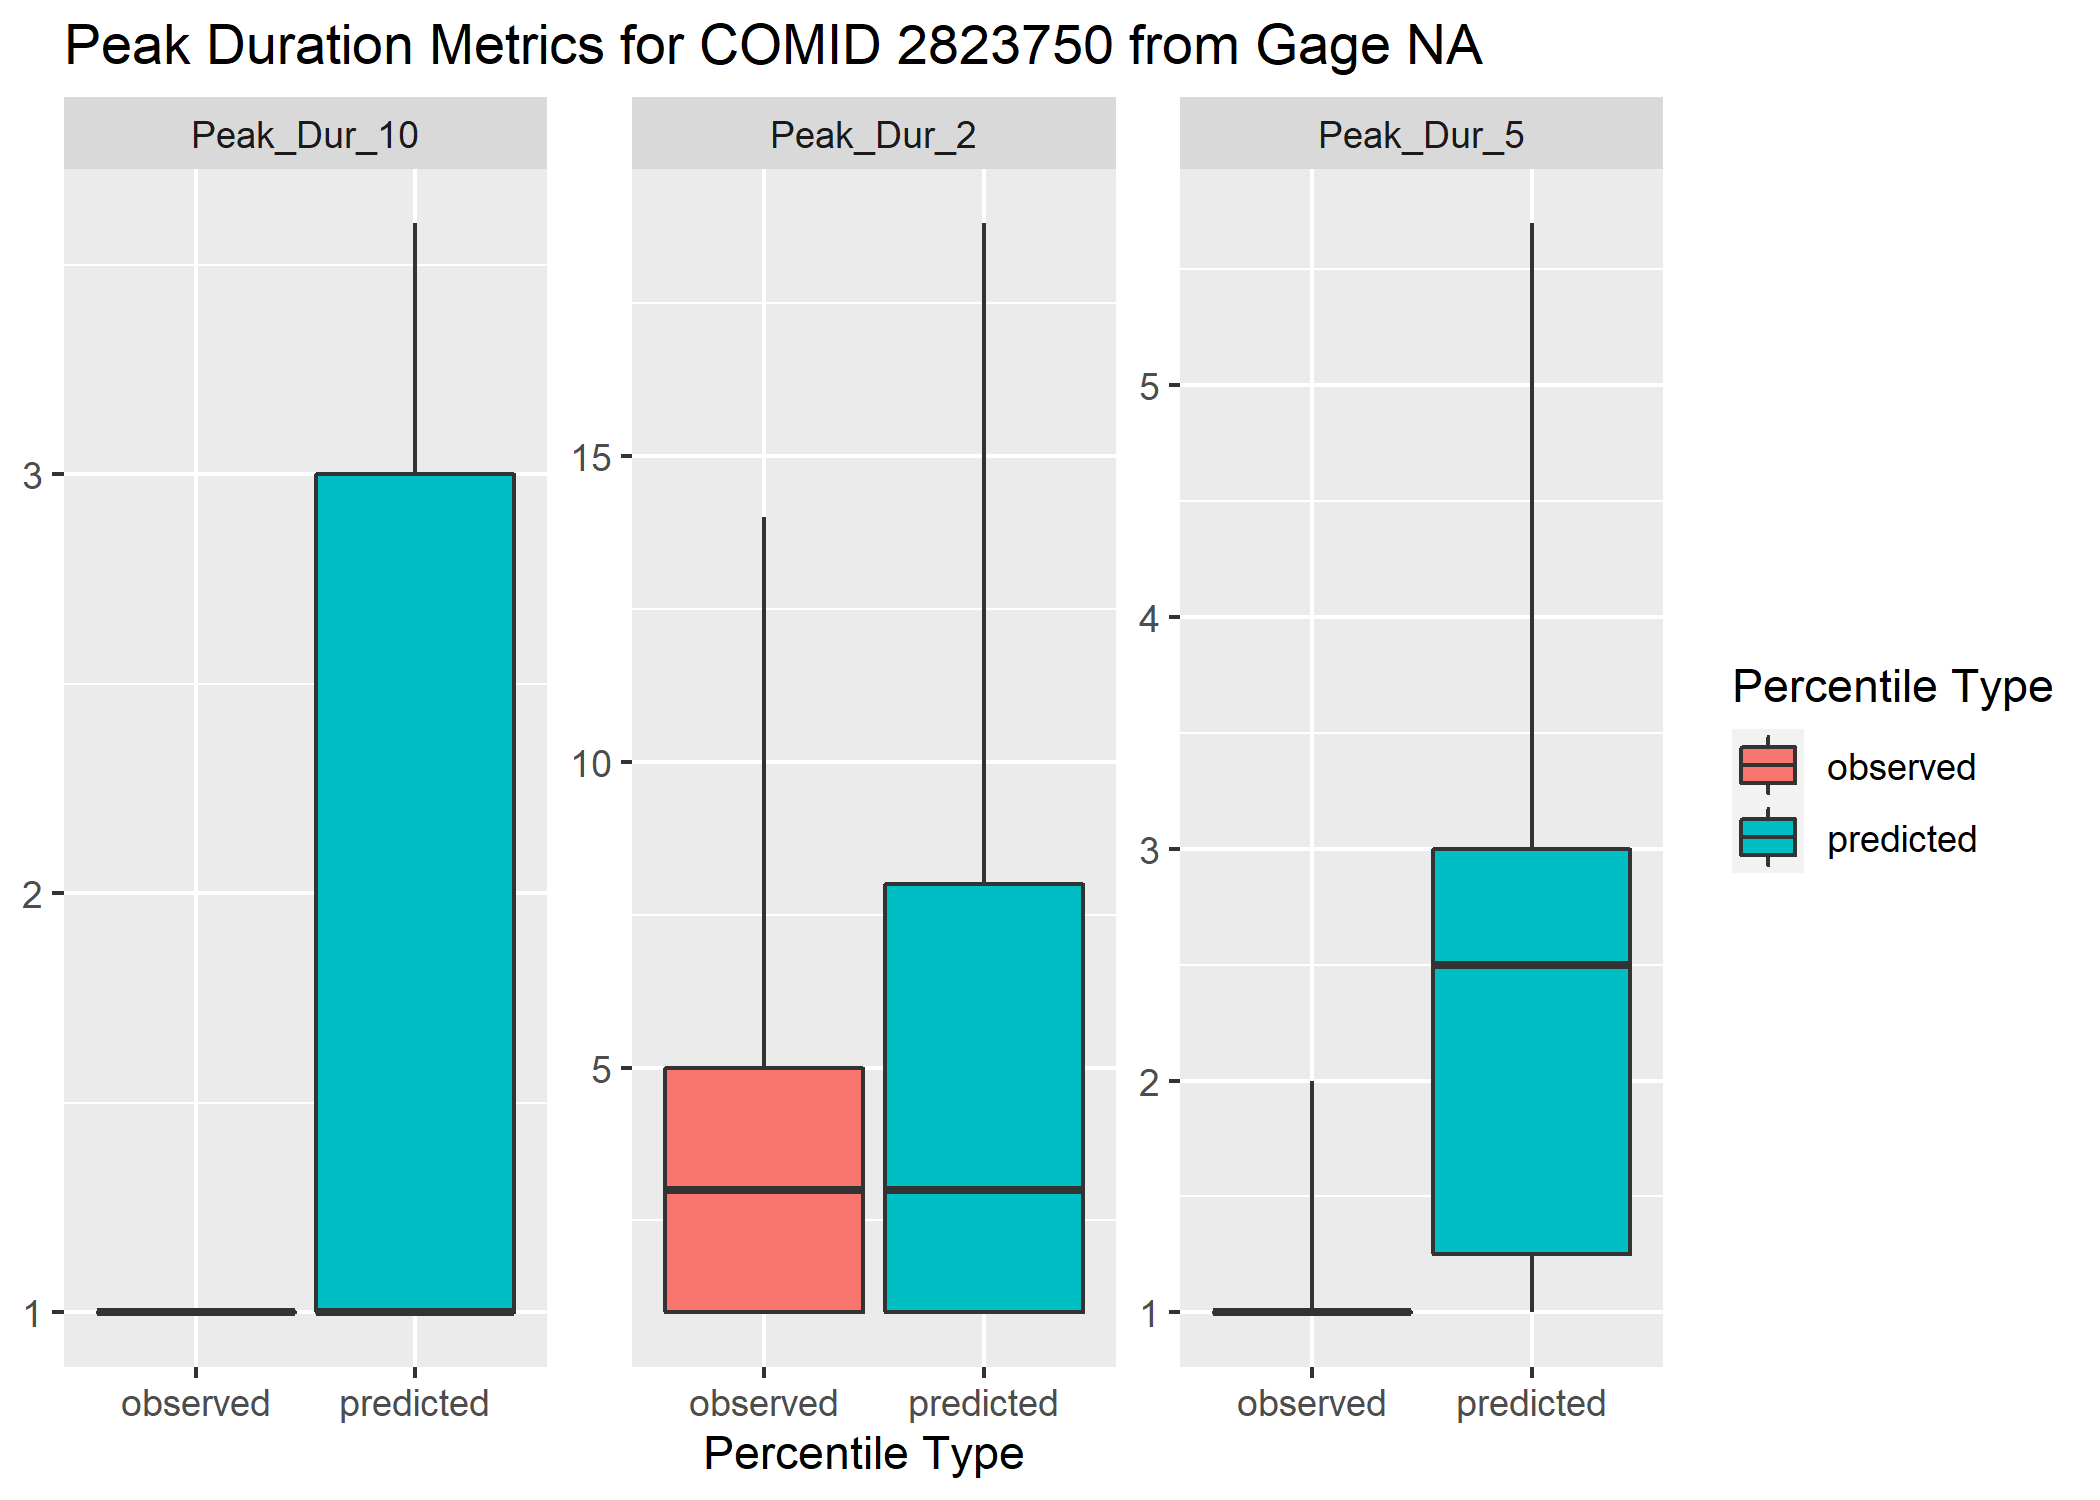 Peak Duration Metrics for COMID 2823750 from Gage NA
Peak_Dur_10
Peak_Dur_2
Peak_Dur_5
3
2
1
15
10
5
5
4
3
2
1
observed
predicted
observed
predicted
observed
predicted
Percentile Type
Percentile Type
observed
predicted